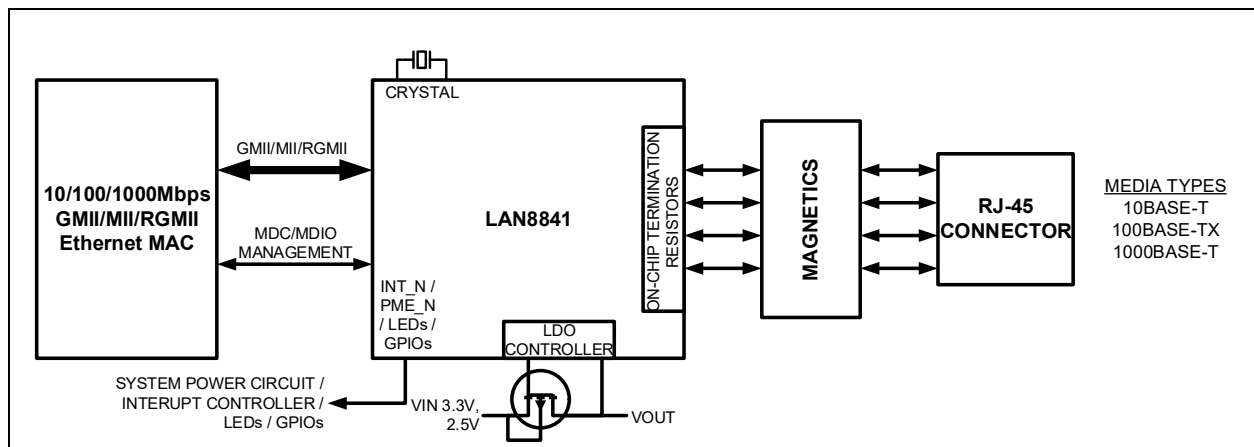 CRYSTAL
GMII/MII/RGMII
10/100/1000Mbps
GMII/MII/RGMII
Ethernet MAC
MDC/MDIO
MANAGEMENT
LAN8841
ON-CHIP TERMINATION
RESISTORS
MAGNETICS
RJ-45
CONNECTOR
MEDIA TYPES
10BASE-T
100BASE-TX
1000BASE-T
INT_N /
PME_N
/ LEDs /
GPIOs
LDO
CONTROLLER
SYSTEM POWER CIRCUIT /
INTERUPT CONTROLLER /
LEDs / GPIOs
VIN 3.3V,
2.5V
VOUT